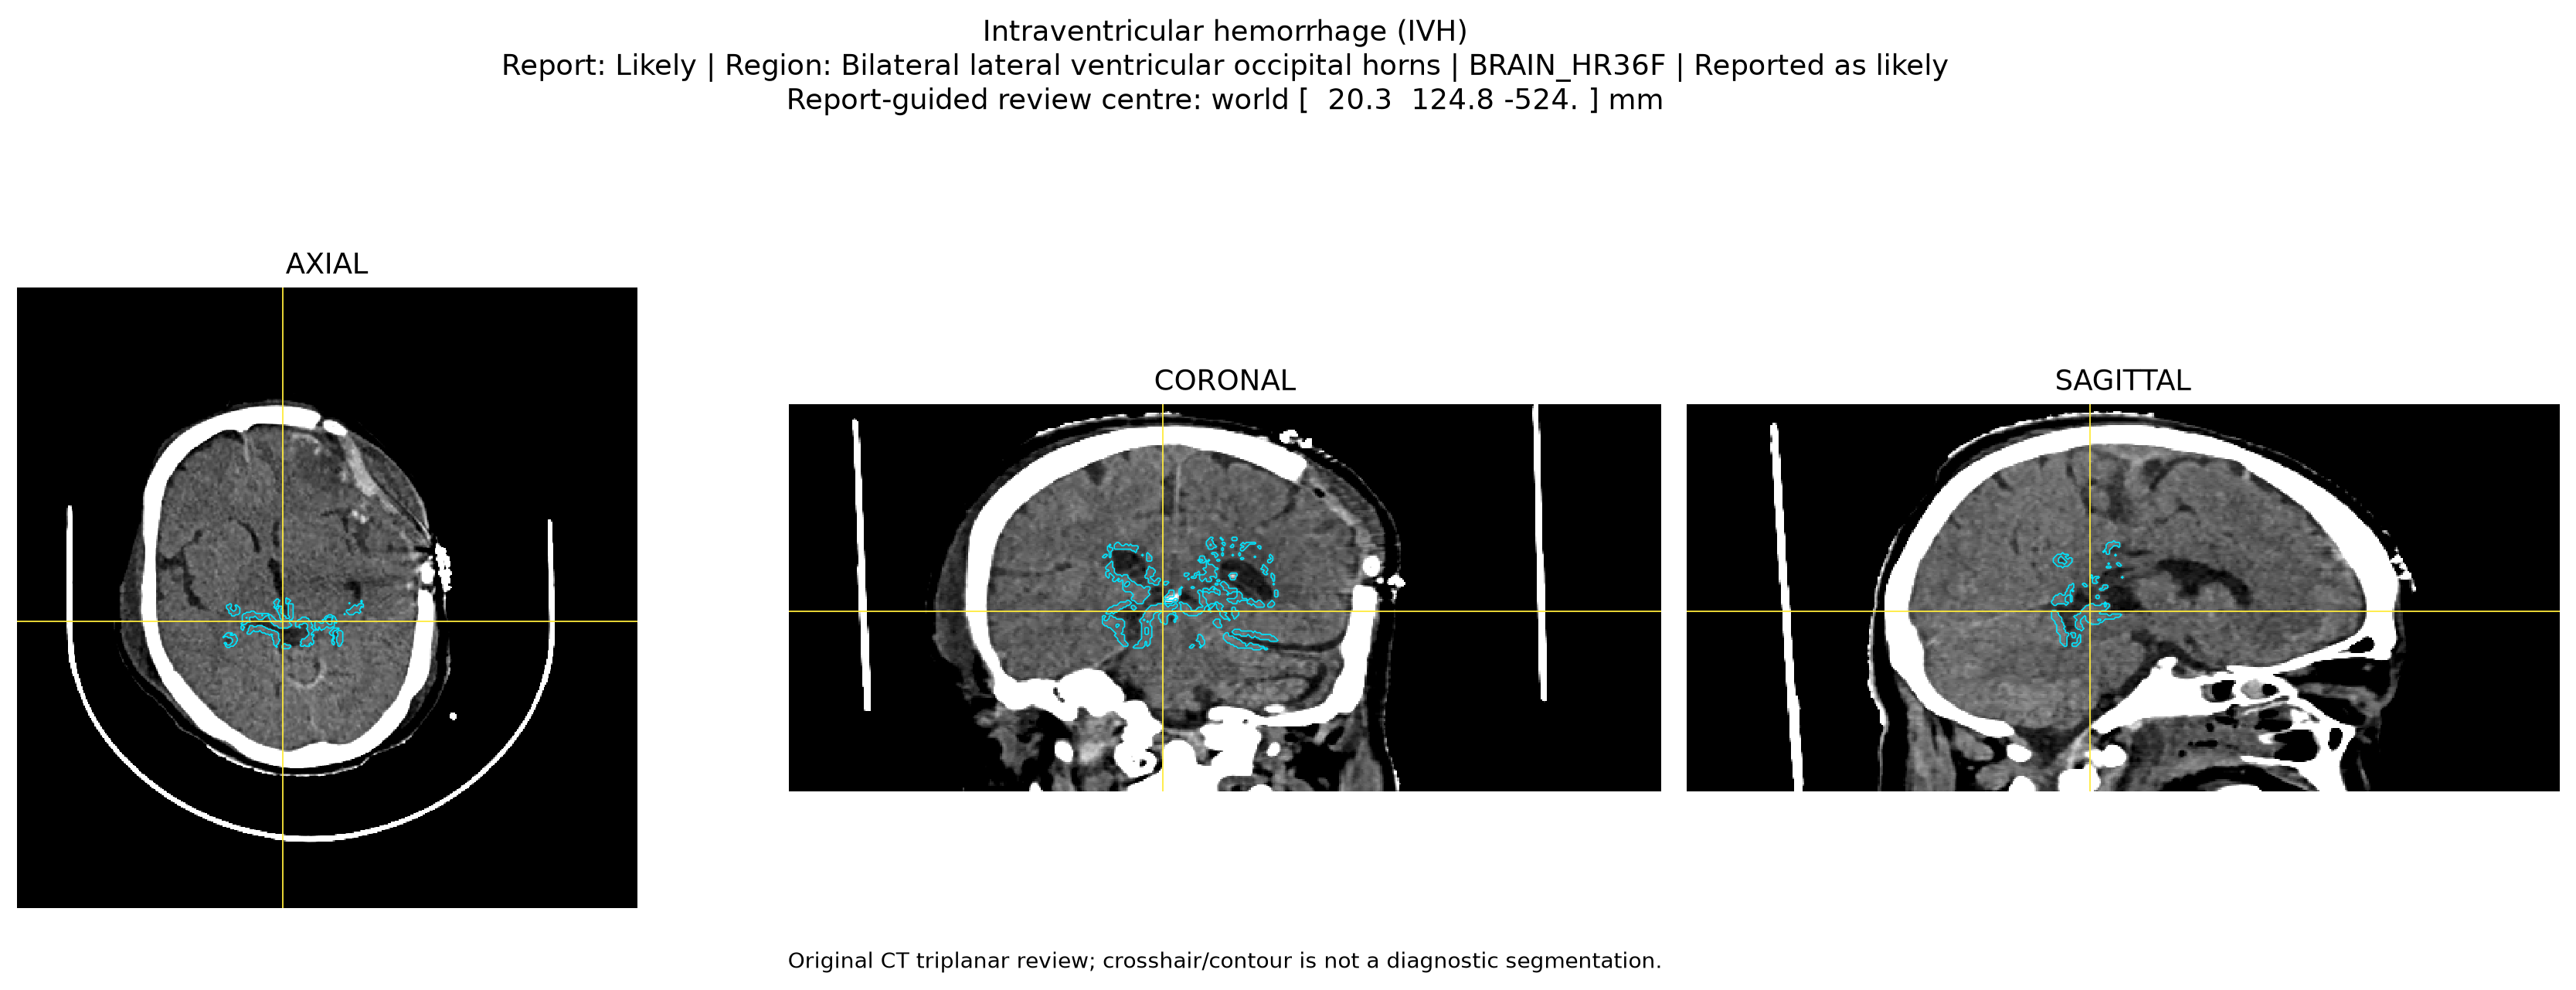 Intraventricular hemorrhage (IVH)
Report: Likely | Region: Bilateral lateral ventricular occipital horns | BRAIN_HR36F | Reported as likely
Report-guided review centre: world [  20.3  124.8 -524. ] mm
AXIAL
CORONAL
SAGITTAL
Original CT triplanar review; crosshair/contour is not a diagnostic segmentation.